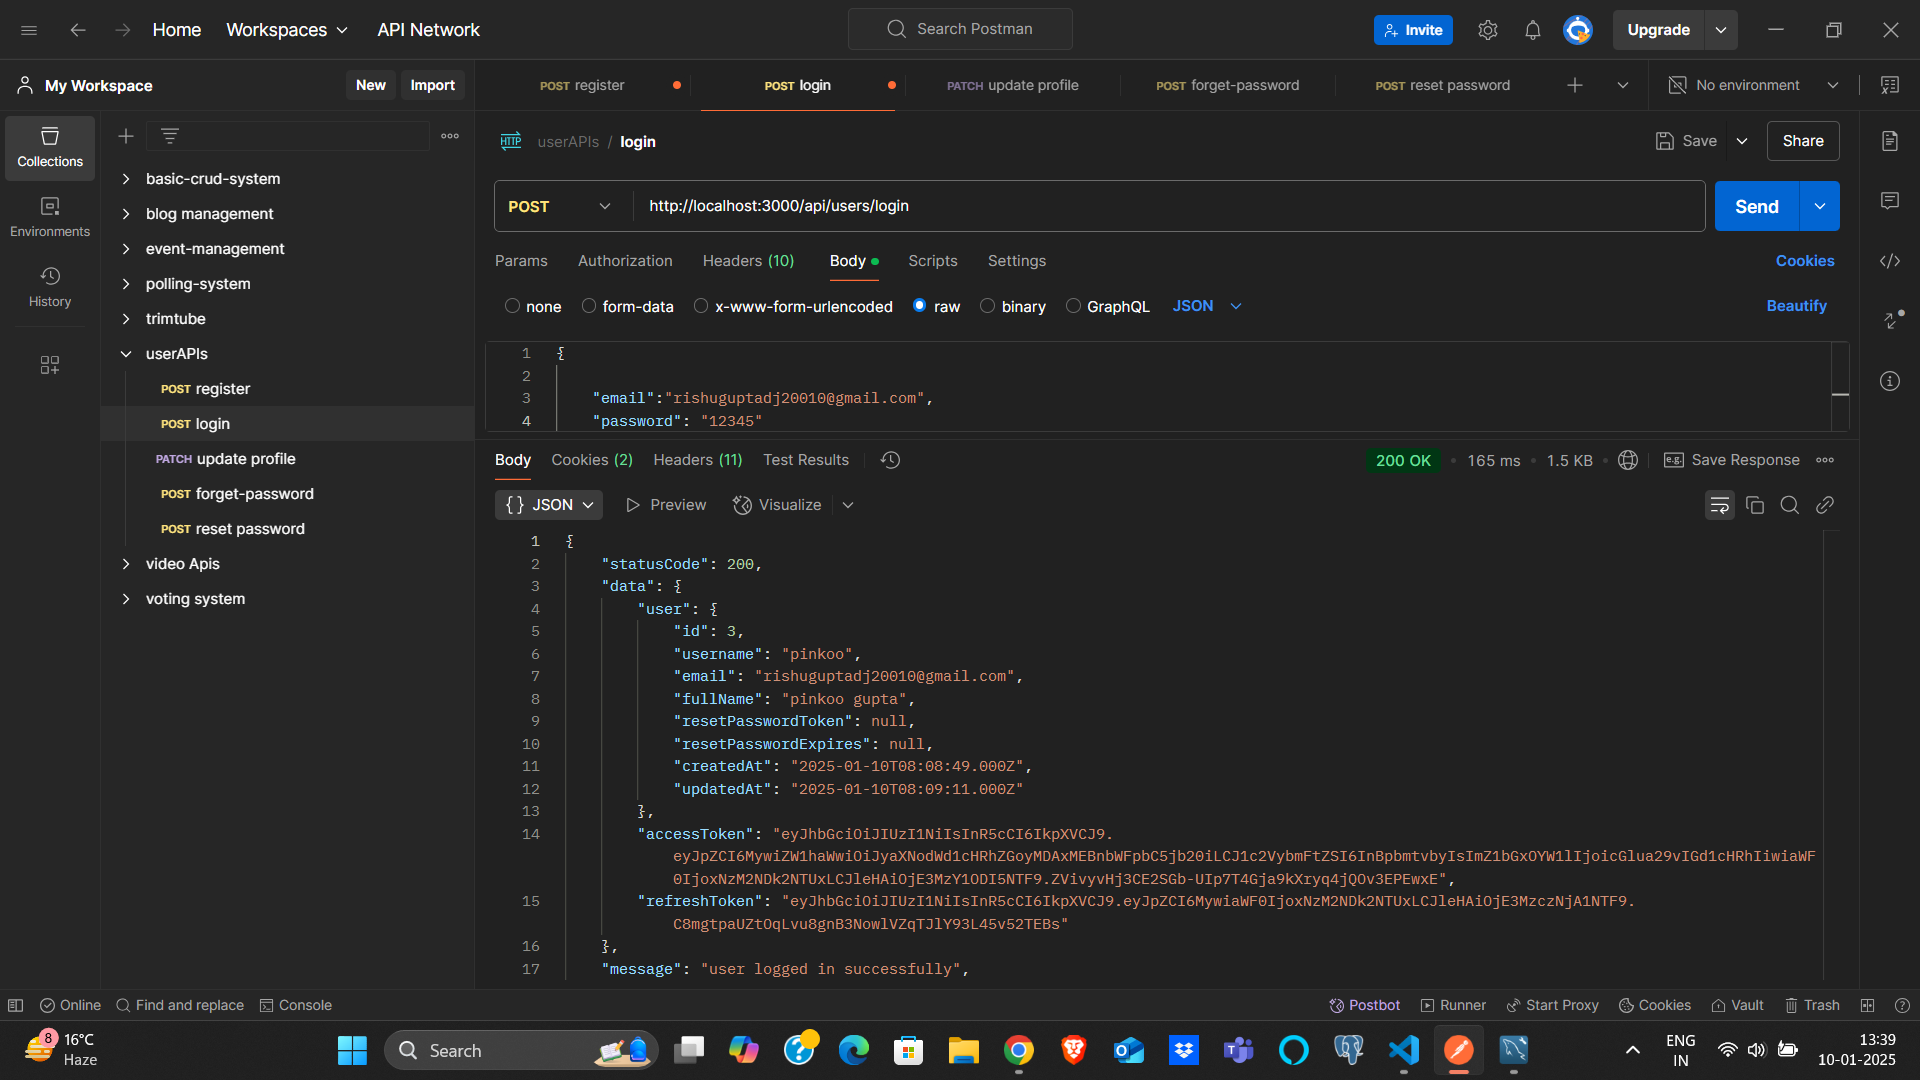 Home
Workspaces
API Network
Search Postman
Invite
Upgrade
My Workspace
New
Import
POST register
POST login
PATCH update profile
POST forget-password
POST reset password
No environment
Collections
Environments
History
basic-crud-system
blog management
event-management
polling-system
trimtube
userAPIs
POST register
POST login
PATCH update profile
POST forget-password
POST reset password
video Apis
voting system
HTTP userAPIs / login
Save
Share
POST
http://localhost:3000/api/users/login
Send
Params
Authorization
Headers (10)
Body
Scripts
Settings
Cookies
none
form-data
x-www-form-urlencoded
raw
binary
GraphQL
JSON
Beautify
1 {
2
3 "email":"rishuguptadj20010@gmail.com",
4 "password": "12345"
Body
Cookies (2)
Headers (11)
Test Results
200 OK
165 ms
1.5 KB
e.g. Save Response
{} JSON
Preview
Visualize
1 {
2 "statusCode": 200,
3 "data": {
4 "user": {
5 "id": 3,
6 "username": "pinkoo",
7 "email": "rishuguptadj20010@gmail.com",
8 "fullName": "pinkoo gupta",
9 "resetPasswordToken": null,
10 "resetPasswordExpires": null,
11 "createdAt": "2025-01-10T08:08:49.000Z",
12 "updatedAt": "2025-01-10T08:09:11.000Z"
13 },
14 "accessToken": "eyJhbGciOiJIUzI1NiIsInR5cCI6IkpXVCJ9.
eyJpZCI6MywiZW1haWwiOiJyaXNodWd1cHRhZGoyMDAxMEBnbWFpbC5jb20iLCJ1c2VybmFtZSI6InBpbmtvbyIsImZ1bGxOYW1lIjoicGlua29vIGd1cHRhIiwiaWF
0IjoxNzM2NDk2NTUxLCJleHAiOjE3MzY1ODI5NTF9.ZVivyvHj3CE2SGb-UIp7T4Gja9kXryq4jQOv3EPEwxE",
15 "refreshToken": "eyJhbGciOiJIUzI1NiIsInR5cCI6IkpXVCJ9.eyJpZCI6MywiaWF0IjoxNzM2NDk2NTUxLCJleHAiOjE3MzczNjA1NTF9.
C8mgtpaUZtOqLvu8gnB3NowlVZqTJlY93L45v52TEBs"
16 },
17 "message": "user logged in successfully",
Online
Find and replace
Console
Postbot
Runner
Start Proxy
Cookies
Vault
Trash
8
16°C
Haze
Search
ENG
IN
13:39
10-01-2025